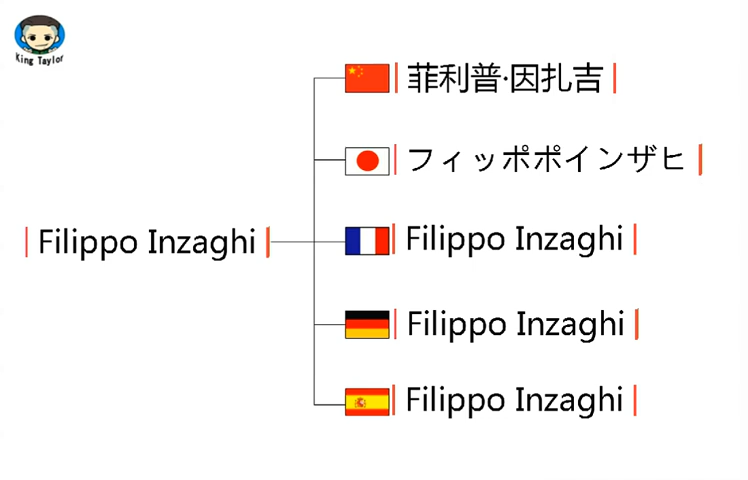 King Taylor
菲利普·因扎吉
フィッポポインザヒ
Filippo Inzaghi
Filippo Inzaghi
Filippo Inzaghi
Filippo Inzaghi